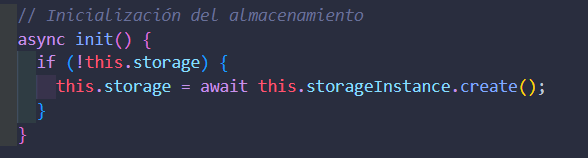 // Inicialización del almacenamiento
async init() {
if (!this.storage) {
this.storage = await this.storageInstance.create();
}
}